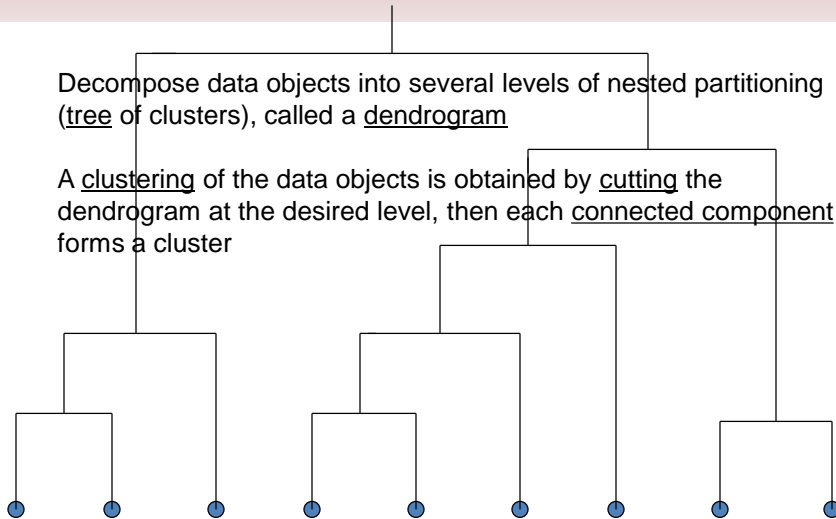 Decompose data objects into several levels of nested partitioning
(tree of clusters), called a dendrogram
A clustering of the data objects is obtained by cutting the
dendrogram at the desired level, then each connected component
forms a cluster